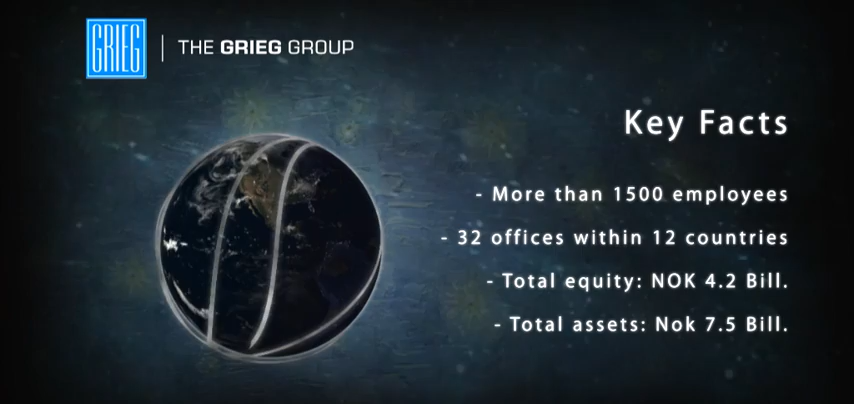 GRIEG | THE GRIEG GROUP
Key Facts
- More than 1500 employees
- 32 offices within 12 countries
- Total equity: NOK 4.2 Bill.
- Total assets: Nok 7.5 Bill.